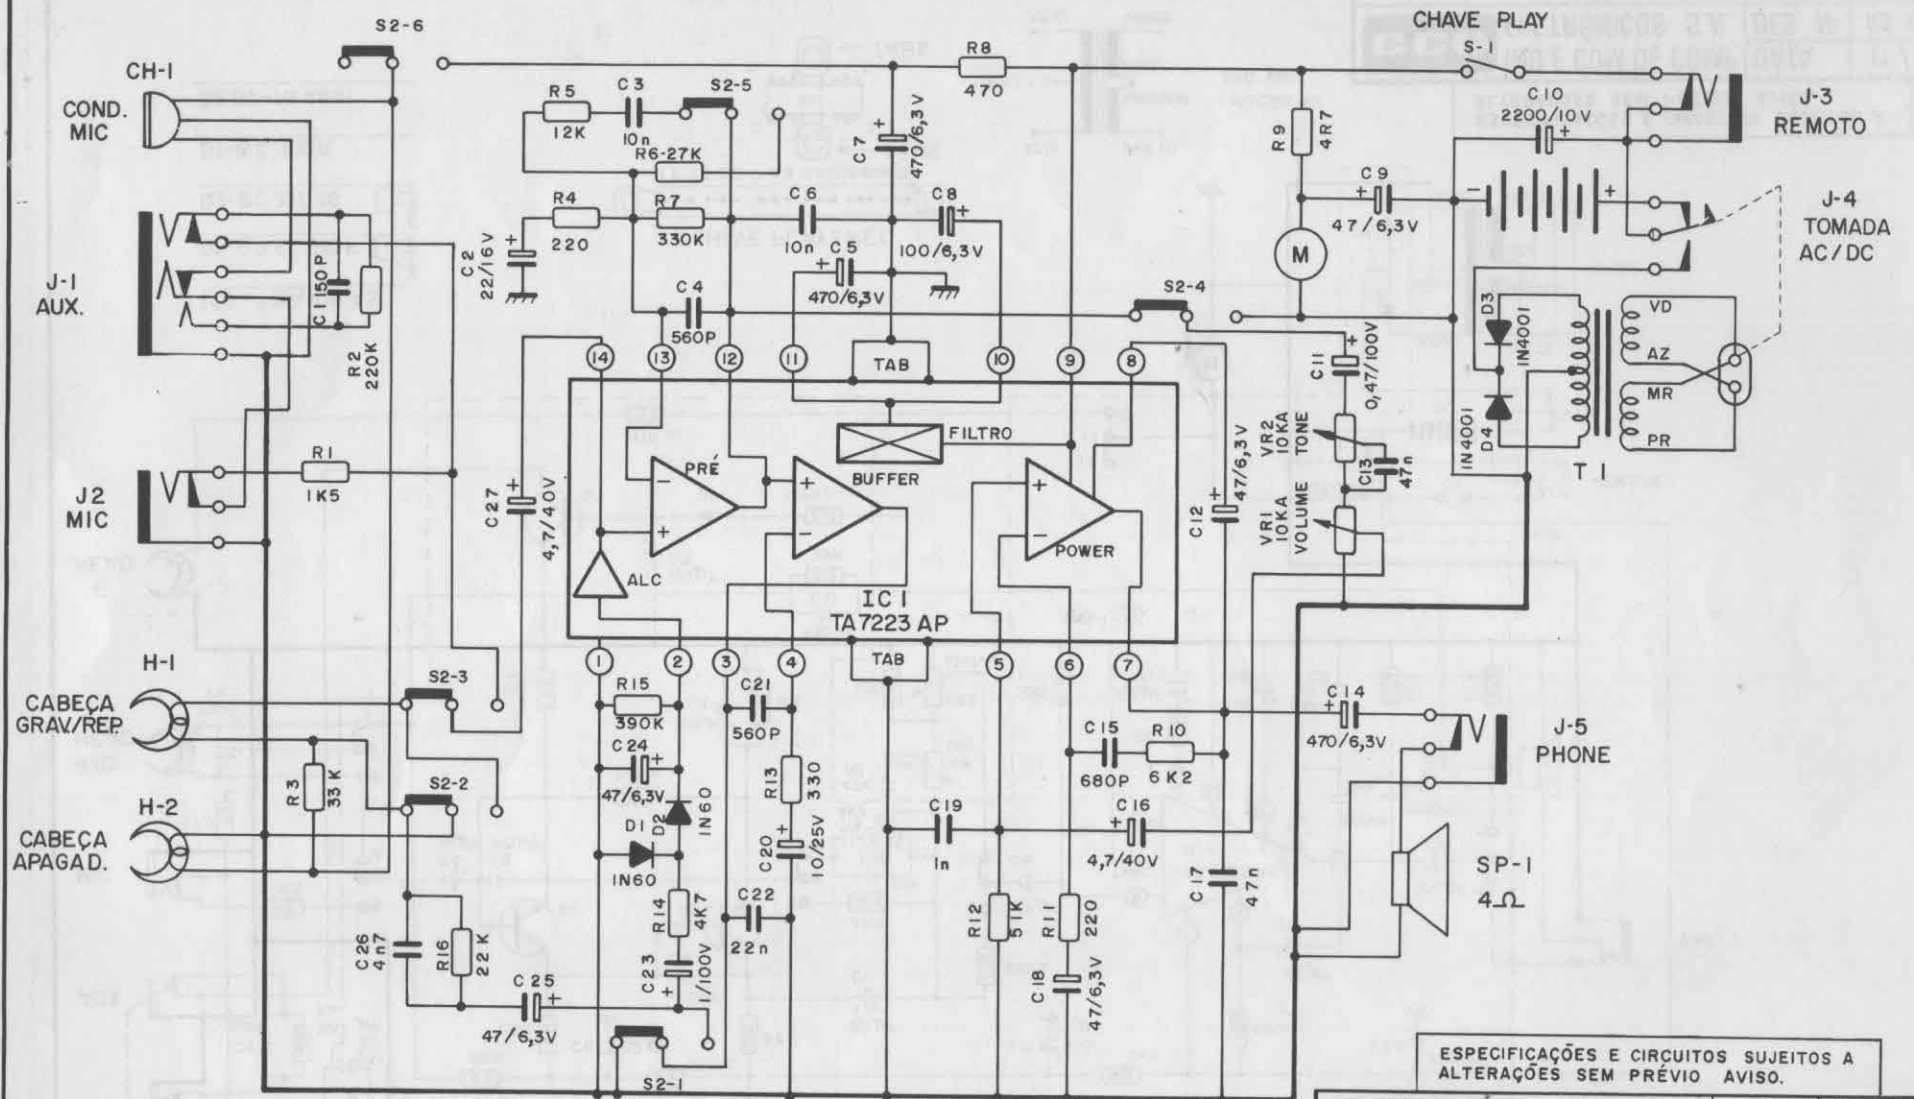 CHAVE PLAY
S2-6
CH-1
COND.
MIC
R8
470
S-1
J-3
REMOTO
C10
2200/10V
R5
12K
C3
10n
S2-5
R6-27K
C7
470/6,3V
R9
4R7
J-1
AUX.
C1 150P
R2
220K
C2
22/16V
R4
220
R7
330K
C6
10n
C8
100/6,3V
C5
470/6,3V
C9
47/6,3V
J-4
TOMADA
AC/DC
M
C4
560P
S2-4
D3
1N4001
VD
AZ
MR
PR
1N4001
D4
T1
14
13
12
11
TAB
10
9
8
C11
0,47/100V
FILTRO
PRÉ
BUFFER
POWER
ALC
IC1
TA7223 AP
VR2
10KA
TONE
C13
47n
VR1
10KA
VOLUME
C12
47/6,3V
R1
1K5
J2
MIC
C27
4,7/40V
1
2
3
4
TAB
5
6
7
H-1
CABEÇA
GRAV/REP.
S2-3
R3
33K
S2-2
H-2
CABEÇA
APAGAD.
R15
390K
C24
47/6,3V
D1
1N60
D2
1N60
C21
560P
R13
330
C20
10/25V
C22
22n
R14
4K7
C23
1/100V
C19
1n
C15
680P
R10
6K2
C16
4,7/40V
C14
470/6,3V
J-5
PHONE
SP-1
4Ω
C17
47n
R12
51K
R11
220
C18
47/6,3V
C26
4n7
R16
22K
C25
47/6,3V
S2-1
ESPECIFICAÇÕES E CIRCUITOS SUJEITOS A
ALTERAÇÕES SEM PRÉVIO AVISO.